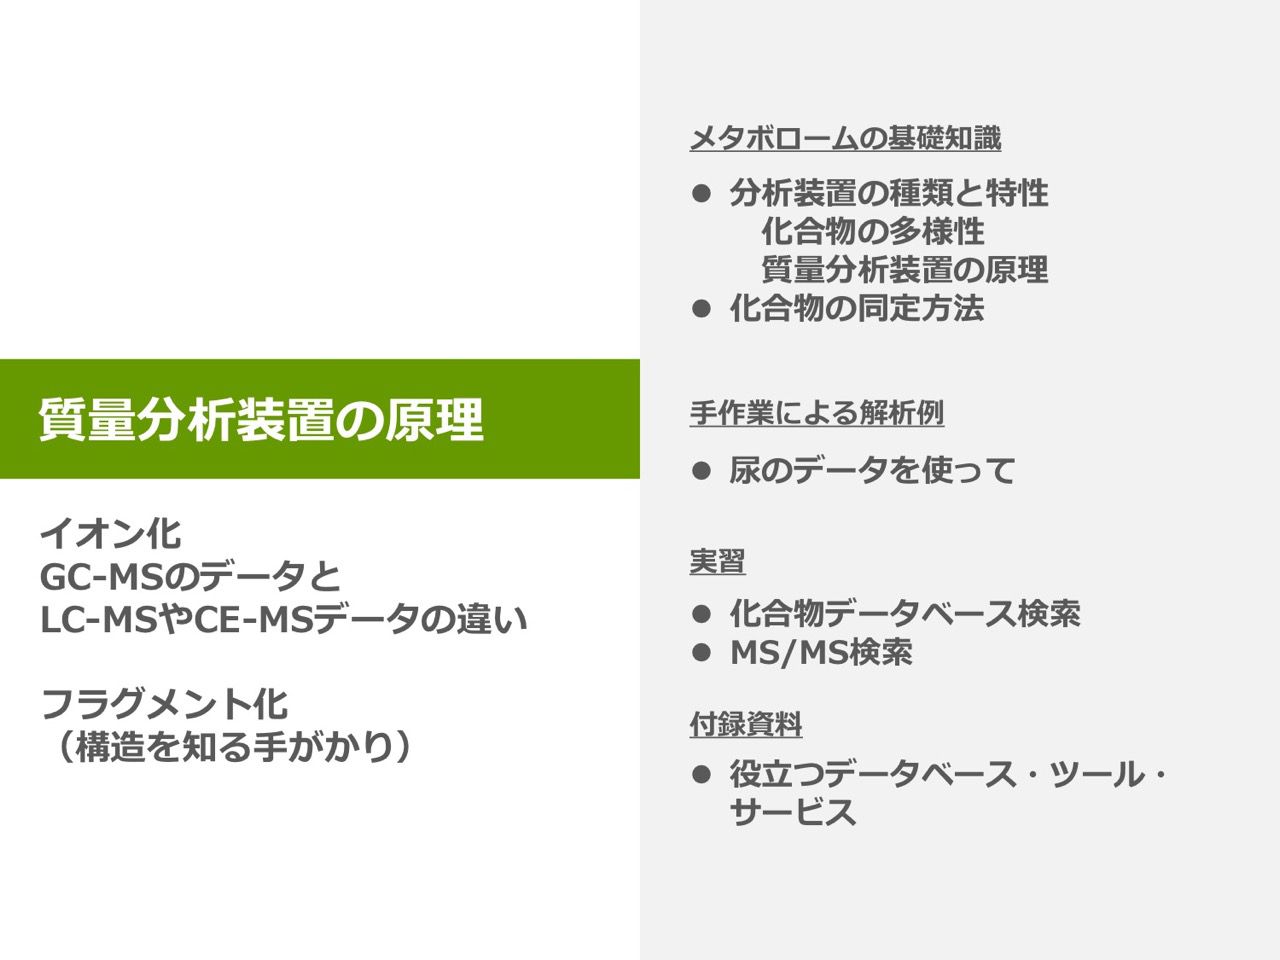 質量分析装置の原理
イオン化
GC-MSのデータと
LC-MSやCE-MSデータの違い
フラグメント化
（構造を知る手がかり）
メタボロームの基礎知識
● 分析装置の種類と特性
化合物の多様性
質量分析装置の原理
● 化合物の同定方法
手作業による解析例
● 尿のデータを使って
実習
● 化合物データベース検索
● MS/MS検索
付録資料
● 役立つデータベース・ツール・
サービス